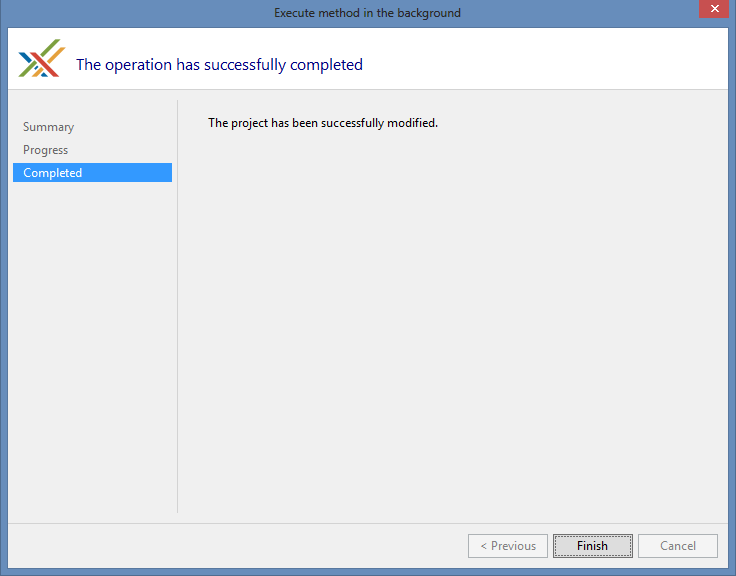 Execute method in the background
The operation has successfully completed
Summary
Progress
Completed
The project has been successfully modified.
< Previous
Finish
Cancel